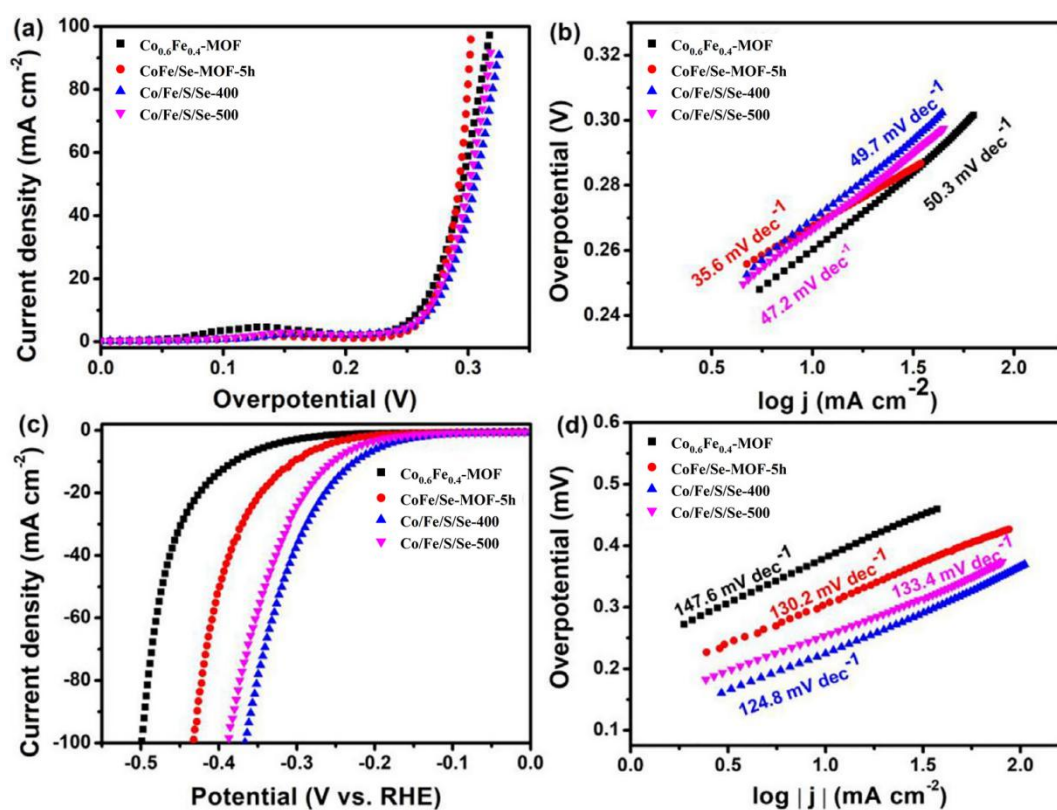 (a)
Co0.6Fe0.4-MOF
CoFe/Se-MOF-5h
Co/Fe/S/Se-400
Co/Fe/S/Se-500
Current density (mA cm-2)
100
80
60
40
20
0
0.0 0.1 0.2 0.3
Overpotential (V)
(b)
Co0.6Fe0.4-MOF
CoFe/Se-MOF-5h
Co/Fe/S/Se-400
Co/Fe/S/Se-500
49.7 mV dec-1
50.3 mV dec-1
35.6 mV dec-1
47.2 mV dec-1
Overpotential (V)
0.32
0.30
0.28
0.26
0.24
0.5 1.0 1.5 2.0
log j (mA cm-2)
(c)
Co0.6Fe0.4-MOF
CoFe/Se-MOF-5h
Co/Fe/S/Se-400
Co/Fe/S/Se-500
Current density (mA cm-2)
0
-20
-40
-60
-80
-100
-0.5 -0.4 -0.3 -0.2 -0.1 0.0
Potential (V vs. RHE)
(d)
Co0.6Fe0.4-MOF
CoFe/Se-MOF-5h
Co/Fe/S/Se-400
Co/Fe/S/Se-500
147.6 mV dec-1
130.2 mV dec-1
133.4 mV dec-1
124.8 mV dec-1
Overpotential (mV)
0.6
0.5
0.4
0.3
0.2
0.1
0.0 0.5 1.0 1.5 2.0
log | j | (mA cm-2)